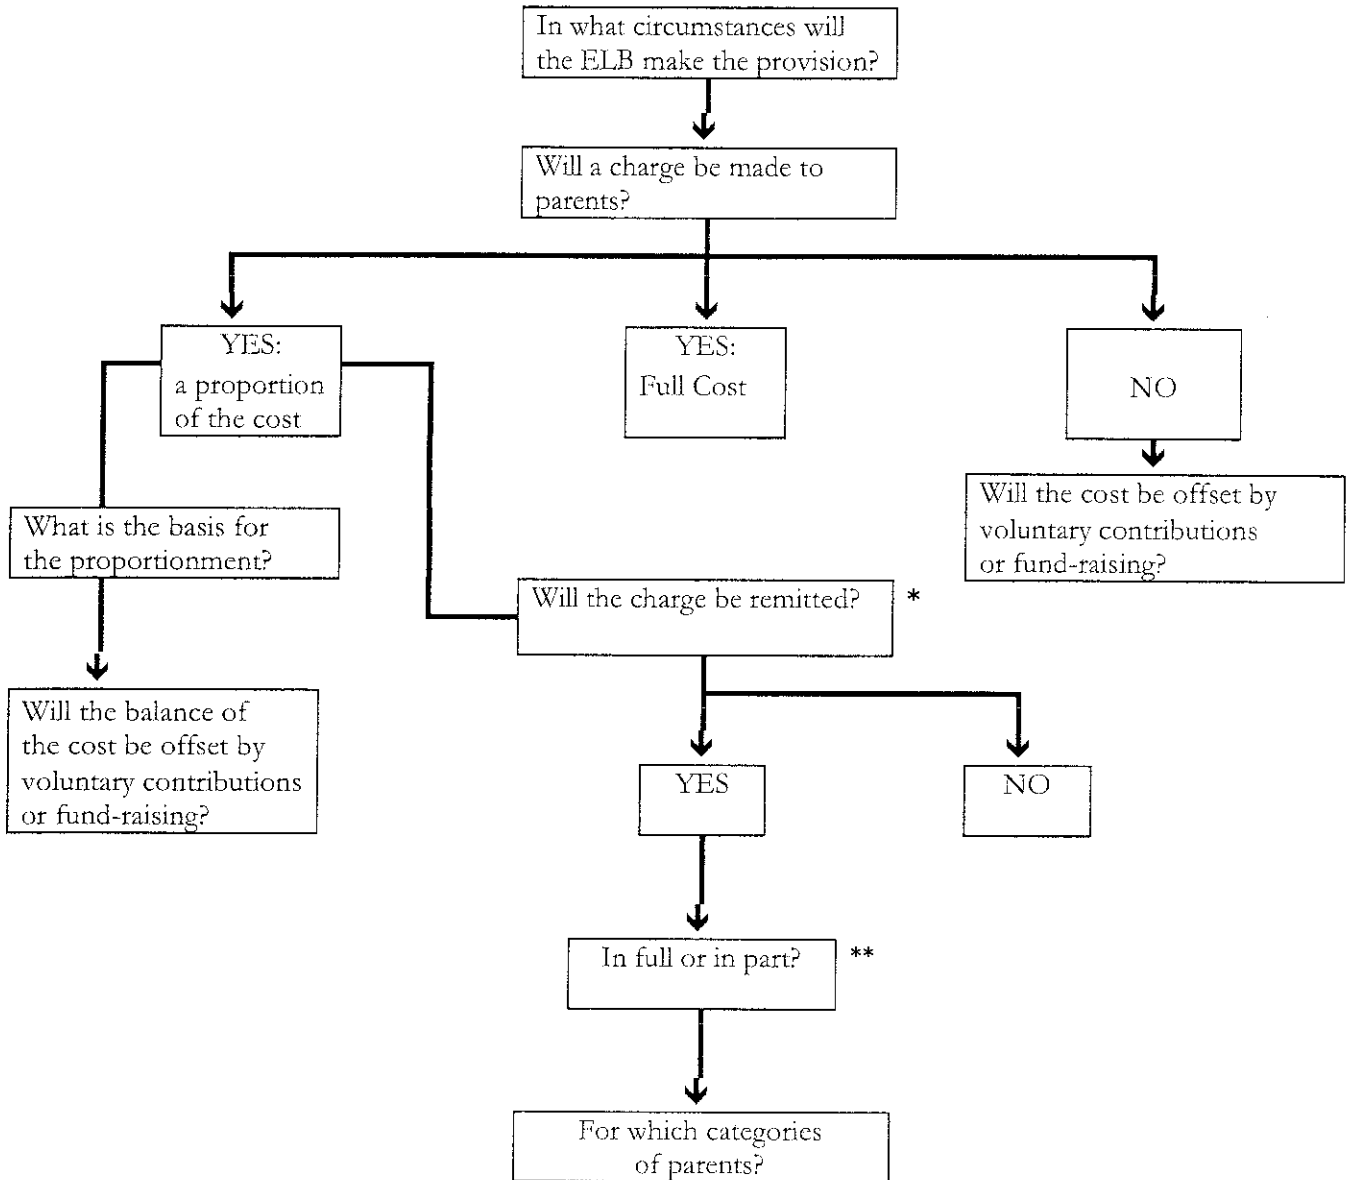 In what circumstances will
the ELB make the provision?
Will a charge be made to
parents?
YES:
a proportion
of the cost
YES:
Full Cost
NO
What is the basis for
the proportionment?
Will the cost be offset by
voluntary contributions
or fund-raising?
Will the charge be remitted? *
Will the balance of
the cost be offset by
voluntary contributions
or fund-raising?
YES
NO
In full or in part? **
For which categories
of parents?